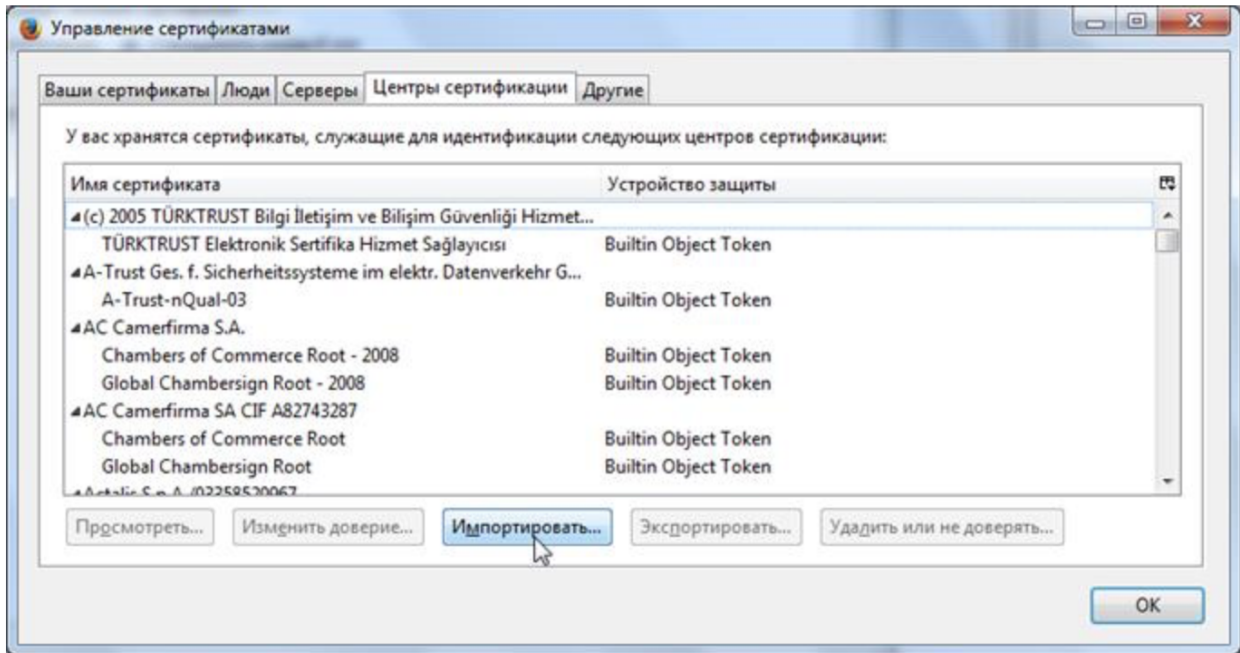 Управление сертификатами
Ваши сертификаты Люди Серверы Центры сертификации Другие
У вас хранятся сертификаты, служащие для идентификации следующих центров сертификации:
Имя сертификата Устройство защиты
(c) 2005 TÜRKTRUST Bilgi İletişim ve Bilişim Güvenliği Hizmet...
TÜRKTRUST Elektronik Sertifika Hizmet Sağlayıcısı Builtin Object Token
A-Trust Ges. f. Sicherheitssysteme im elektr. Datenverkehr G...
A-Trust-nQual-03 Builtin Object Token
AC Camerfirma S.A.
Chambers of Commerce Root - 2008 Builtin Object Token
Global Chambersign Root - 2008 Builtin Object Token
AC Camerfirma SA CIF A82743287
Chambers of Commerce Root Builtin Object Token
Global Chambersign Root Builtin Object Token
Actalis S.p.A./03358520967
Просмотреть... Изменить доверие... Импортировать... Экспортировать... Удалить или не доверять...
OK